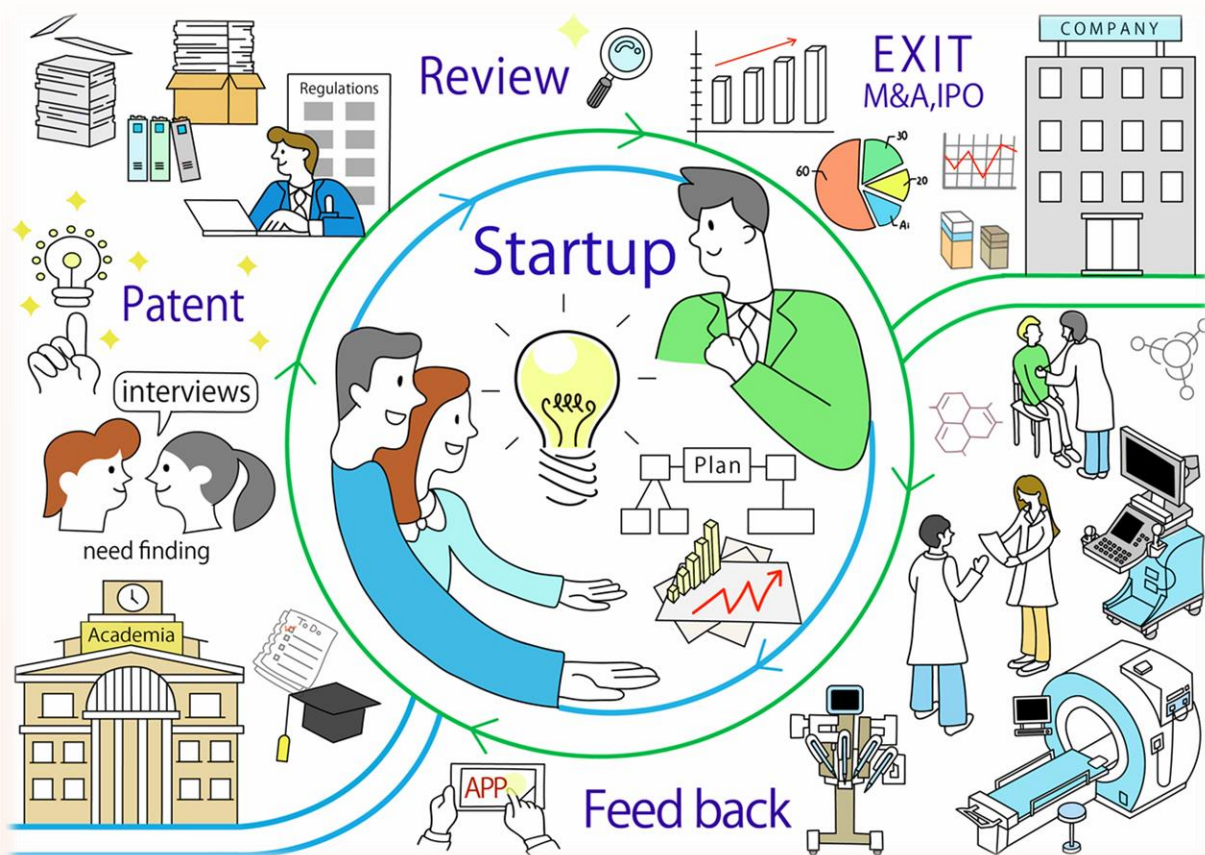 Review
EXIT
M&A,IPO
COMPANY
Regulations
30
60
20
Ai
Startup
Patent
interviews
need finding
Plan
Academia
To Do
APP
Feed back